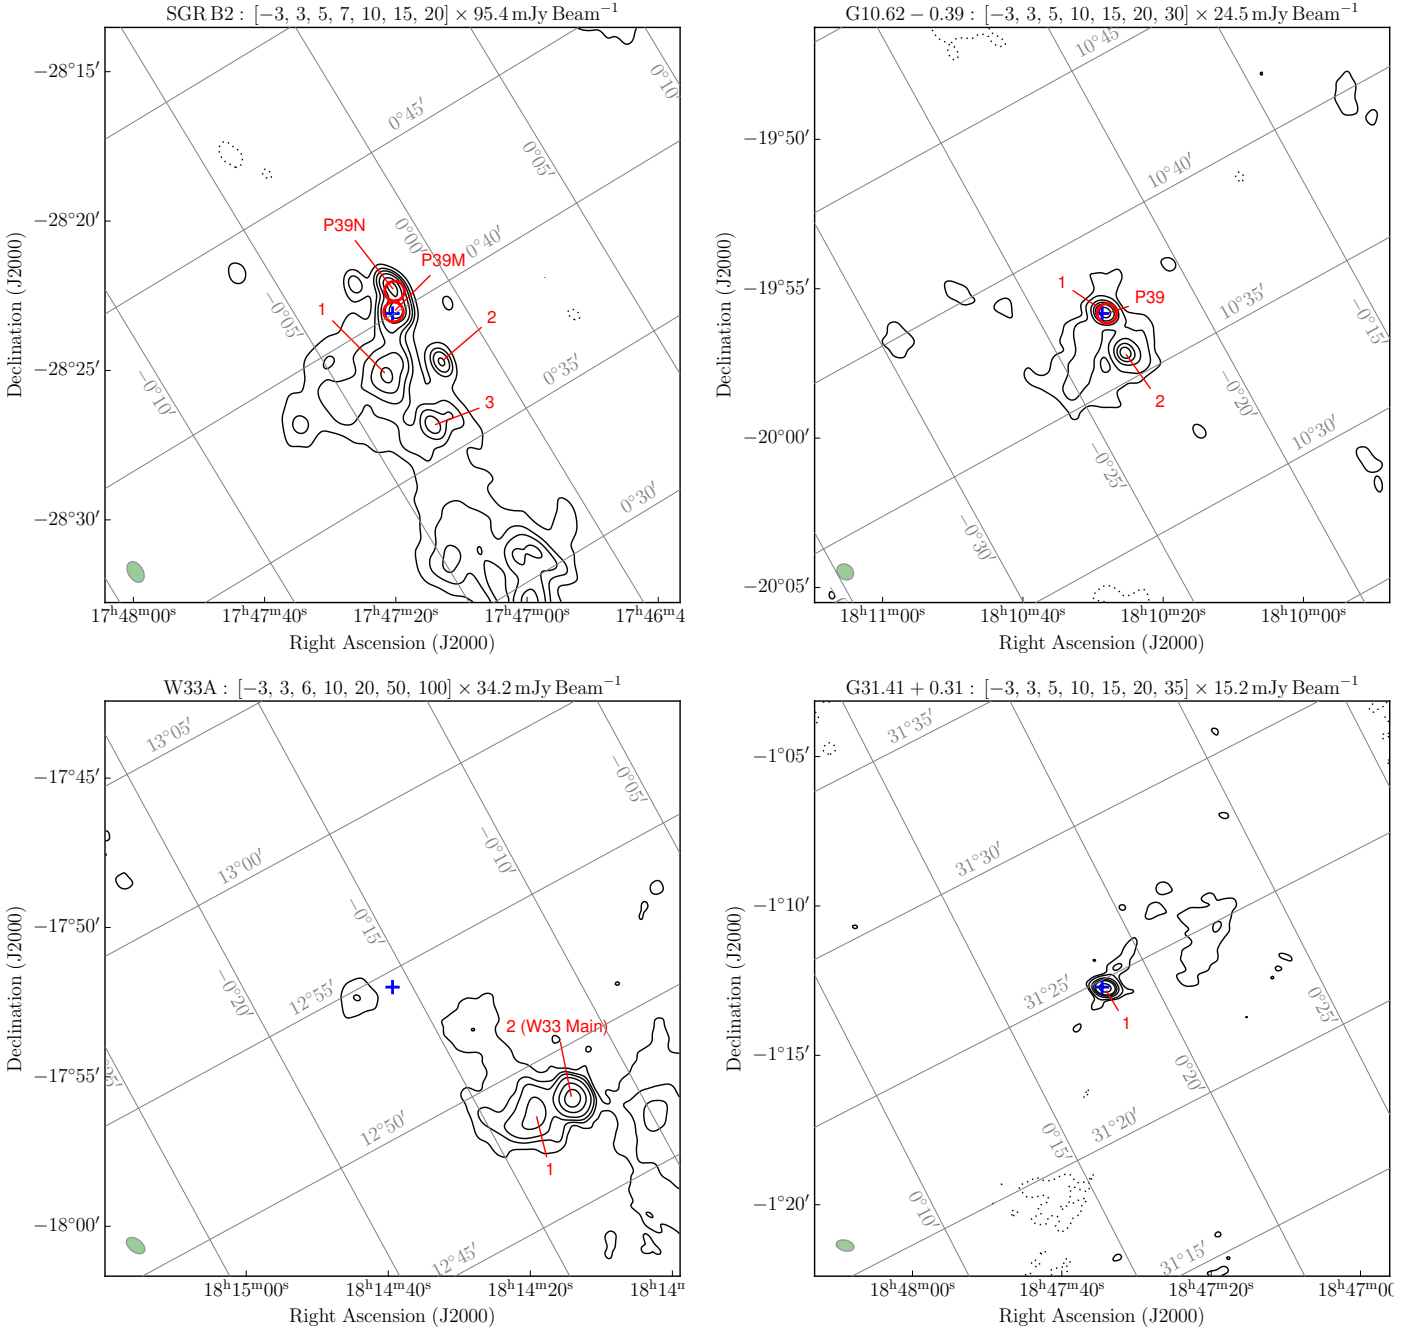 SGR B2 : [−3, 3, 5, 7, 10, 15, 20] × 95.4 mJy Beam⁻¹
−28°15′
−28°20′
−28°25′
−28°30′
Declination (J2000)
0°10′
0°45′
0°05′
0°00′
0°40′
−0°05′
0°35′
−0°10′
0°30′
P39N
P39M
1
2
3
17ʰ48ᵐ00ˢ
17ʰ47ᵐ40ˢ
17ʰ47ᵐ20ˢ
17ʰ47ᵐ00ˢ
17ʰ46ᵐ4
Right Ascension (J2000)
G10.62 − 0.39 : [−3, 3, 5, 10, 15, 20, 30] × 24.5 mJy Beam⁻¹
−19°50′
−19°55′
−20°00′
−20°05′
Declination (J2000)
10°45′
10°40′
10°35′
−0°15′
−0°20′
10°30′
−0°25′
−0°30′
1
P39
2
18ʰ11ᵐ00ˢ
18ʰ10ᵐ40ˢ
18ʰ10ᵐ20ˢ
18ʰ10ᵐ00ˢ
Right Ascension (J2000)
W33A : [−3, 3, 6, 10, 20, 50, 100] × 34.2 mJy Beam⁻¹
−17°45′
−17°50′
−17°55′
−18°00′
Declination (J2000)
13°05′
−0°05′
13°00′
−0°10′
−0°15′
−0°20′
12°55′
25′
12°50′
12°45′
2 (W33 Main)
1
18ʰ15ᵐ00ˢ
18ʰ14ᵐ40ˢ
18ʰ14ᵐ20ˢ
18ʰ14ᵐ
Right Ascension (J2000)
G31.41 + 0.31 : [−3, 3, 5, 10, 15, 20, 35] × 15.2 mJy Beam⁻¹
−1°05′
−1°10′
−1°15′
−1°20′
Declination (J2000)
31°35′
31°30′
31°25′
0°25′
0°20′
31°20′
0°15′
0°10′
31°15′
1
18ʰ48ᵐ00ˢ
18ʰ47ᵐ40ˢ
18ʰ47ᵐ20ˢ
18ʰ47ᵐ00
Right Ascension (J2000)